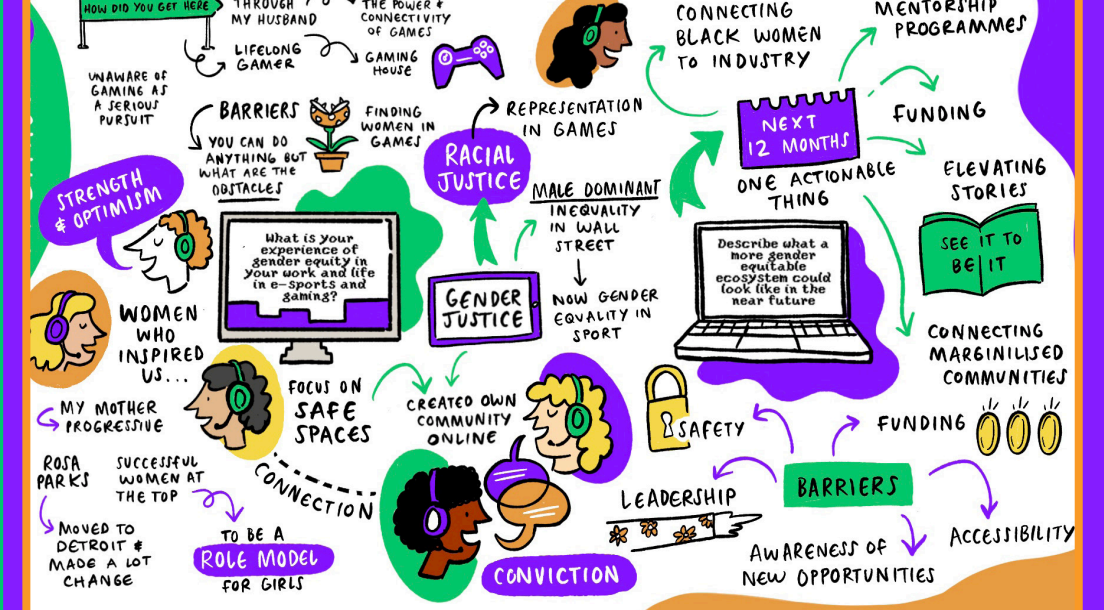 HOW DID YOU GET HERE
THROUGH
MY HUSBAND
THE POWER &
CONNECTIVITY
OF GAMES
LIFELONG
GAMER
GAMING
HOUSE
UNAWARE OF
GAMING AS
A SERIOUS
PURSUIT
BARRIERS
YOU CAN DO
ANYTHING BUT
WHAT ARE THE
OBSTACLES
FINDING
WOMEN IN
GAMES
STRENGTH
& OPTIMISM
What is your
experience of
gender equity in
your work and life
in e-sports and
gaming?
WOMEN
WHO
INSPIRED
US...
MY MOTHER
PROGRESSIVE
ROSA
PARKS
MOVED TO
DETROIT &
MADE A LOT
CHANGE
SUCCESSFUL
WOMEN AT
THE TOP
TO BE A
ROLE MODEL
FOR GIRLS
FOCUS ON
SAFE
SPACES
CONNECTION
RACIAL
JUSTICE
REPRESENTATION
IN GAMES
GENDER
JUSTICE
MALE DOMINANT
INEQUALITY
IN WALL
STREET
NOW GENDER
EQUALITY IN
SPORT
CREATED OWN
COMMUNITY
ONLINE
CONVICTION
CONNECTING
BLACK WOMEN
TO INDUSTRY
MENTORSHIP
PROGRAMMES
NEXT
12 MONTHS
FUNDING
ONE ACTIONABLE
THING
ELEVATING
STORIES
SEE IT TO
BE IT
Describe what a
more gender
equitable
ecosystem could
look like in the
near future
CONNECTING
MARGINILISED
COMMUNITIES
SAFETY
FUNDING
BARRIERS
LEADERSHIP
ACCESSIBILITY
AWARENESS OF
NEW OPPORTUNITIES